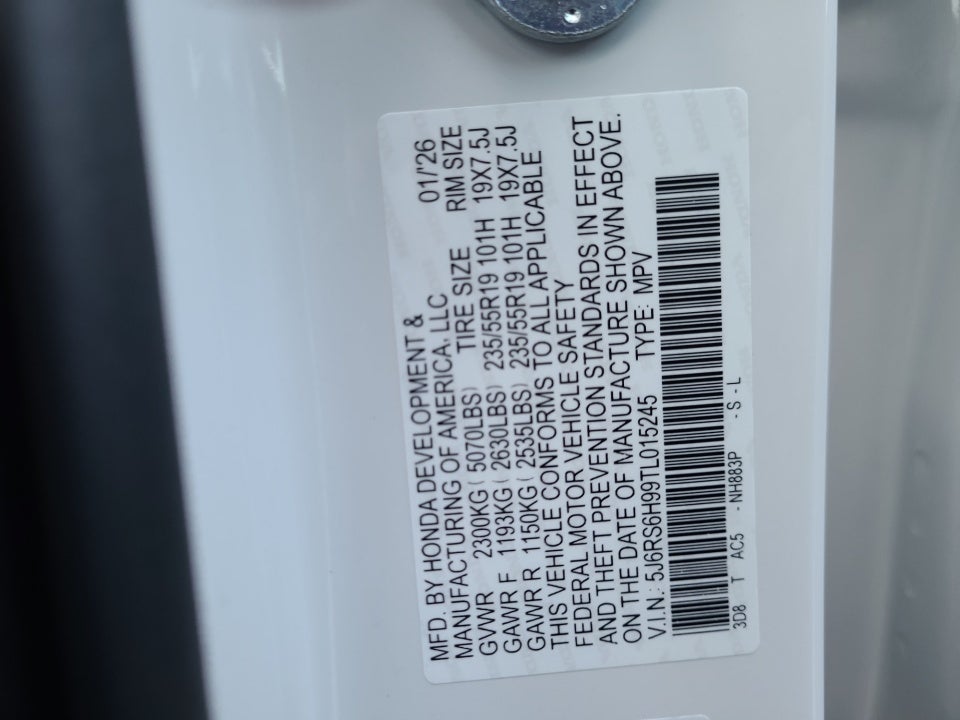 MFD. BY HONDA DEVELOPMENT &
MANUFACTURING OF AMERICA, LLC 01/'26
GVWR 2300KG ( 5070LBS) TIRE SIZE RIM SIZE
GAWR F 1193KG ( 2630LBS) 235/55R19 101H 19X7.5J
GAWR R 1150KG ( 2535LBS) 235/55R19 101H 19X7.5J
THIS VEHICLE CONFORMS TO ALL APPLICABLE
FEDERAL MOTOR VEHICLE SAFETY
AND THEFT PREVENTION STANDARDS IN EFFECT
ON THE DATE OF MANUFACTURE SHOWN ABOVE.
V.I.N.: 5J6RS6H99TL015245 TYPE: MPV
3D8 T AC5 - NH883P - S - L